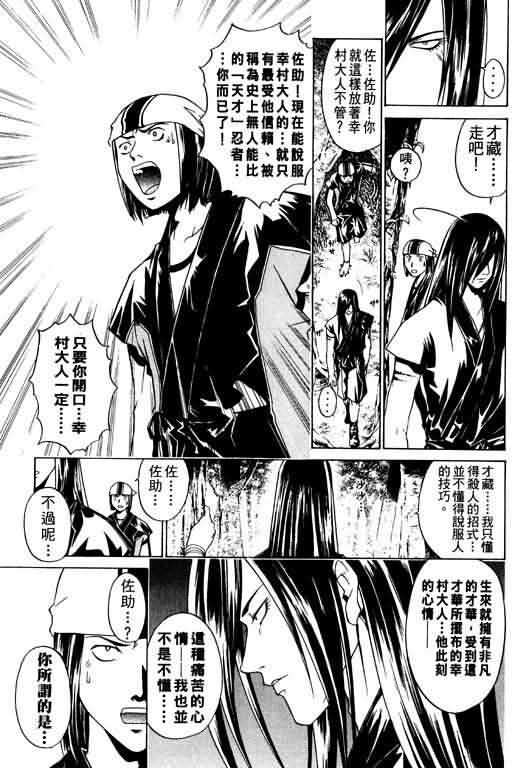 ……
才藏…
走吧！
咦？
佐…佐助！你
就這樣放著幸
村大人不管？
……
佐助！現在能說服
幸村大人的…就只
有最受他信賴、被
稱為史上無人能比
的「天才」忍者…
…你而已了！
只要你開口…幸
村大人一定……
才藏……我只懂
得殺人的招式…
並不懂得說服人
的技巧。
……
佐…
佐助…
不過呢…
生來就擁有非凡
的才華，受到這
才華所擺布的幸
村大人…他此刻
的心情——
這種痛苦的心
情——我也並
不是不懂……
佐助…？
你所謂的是…